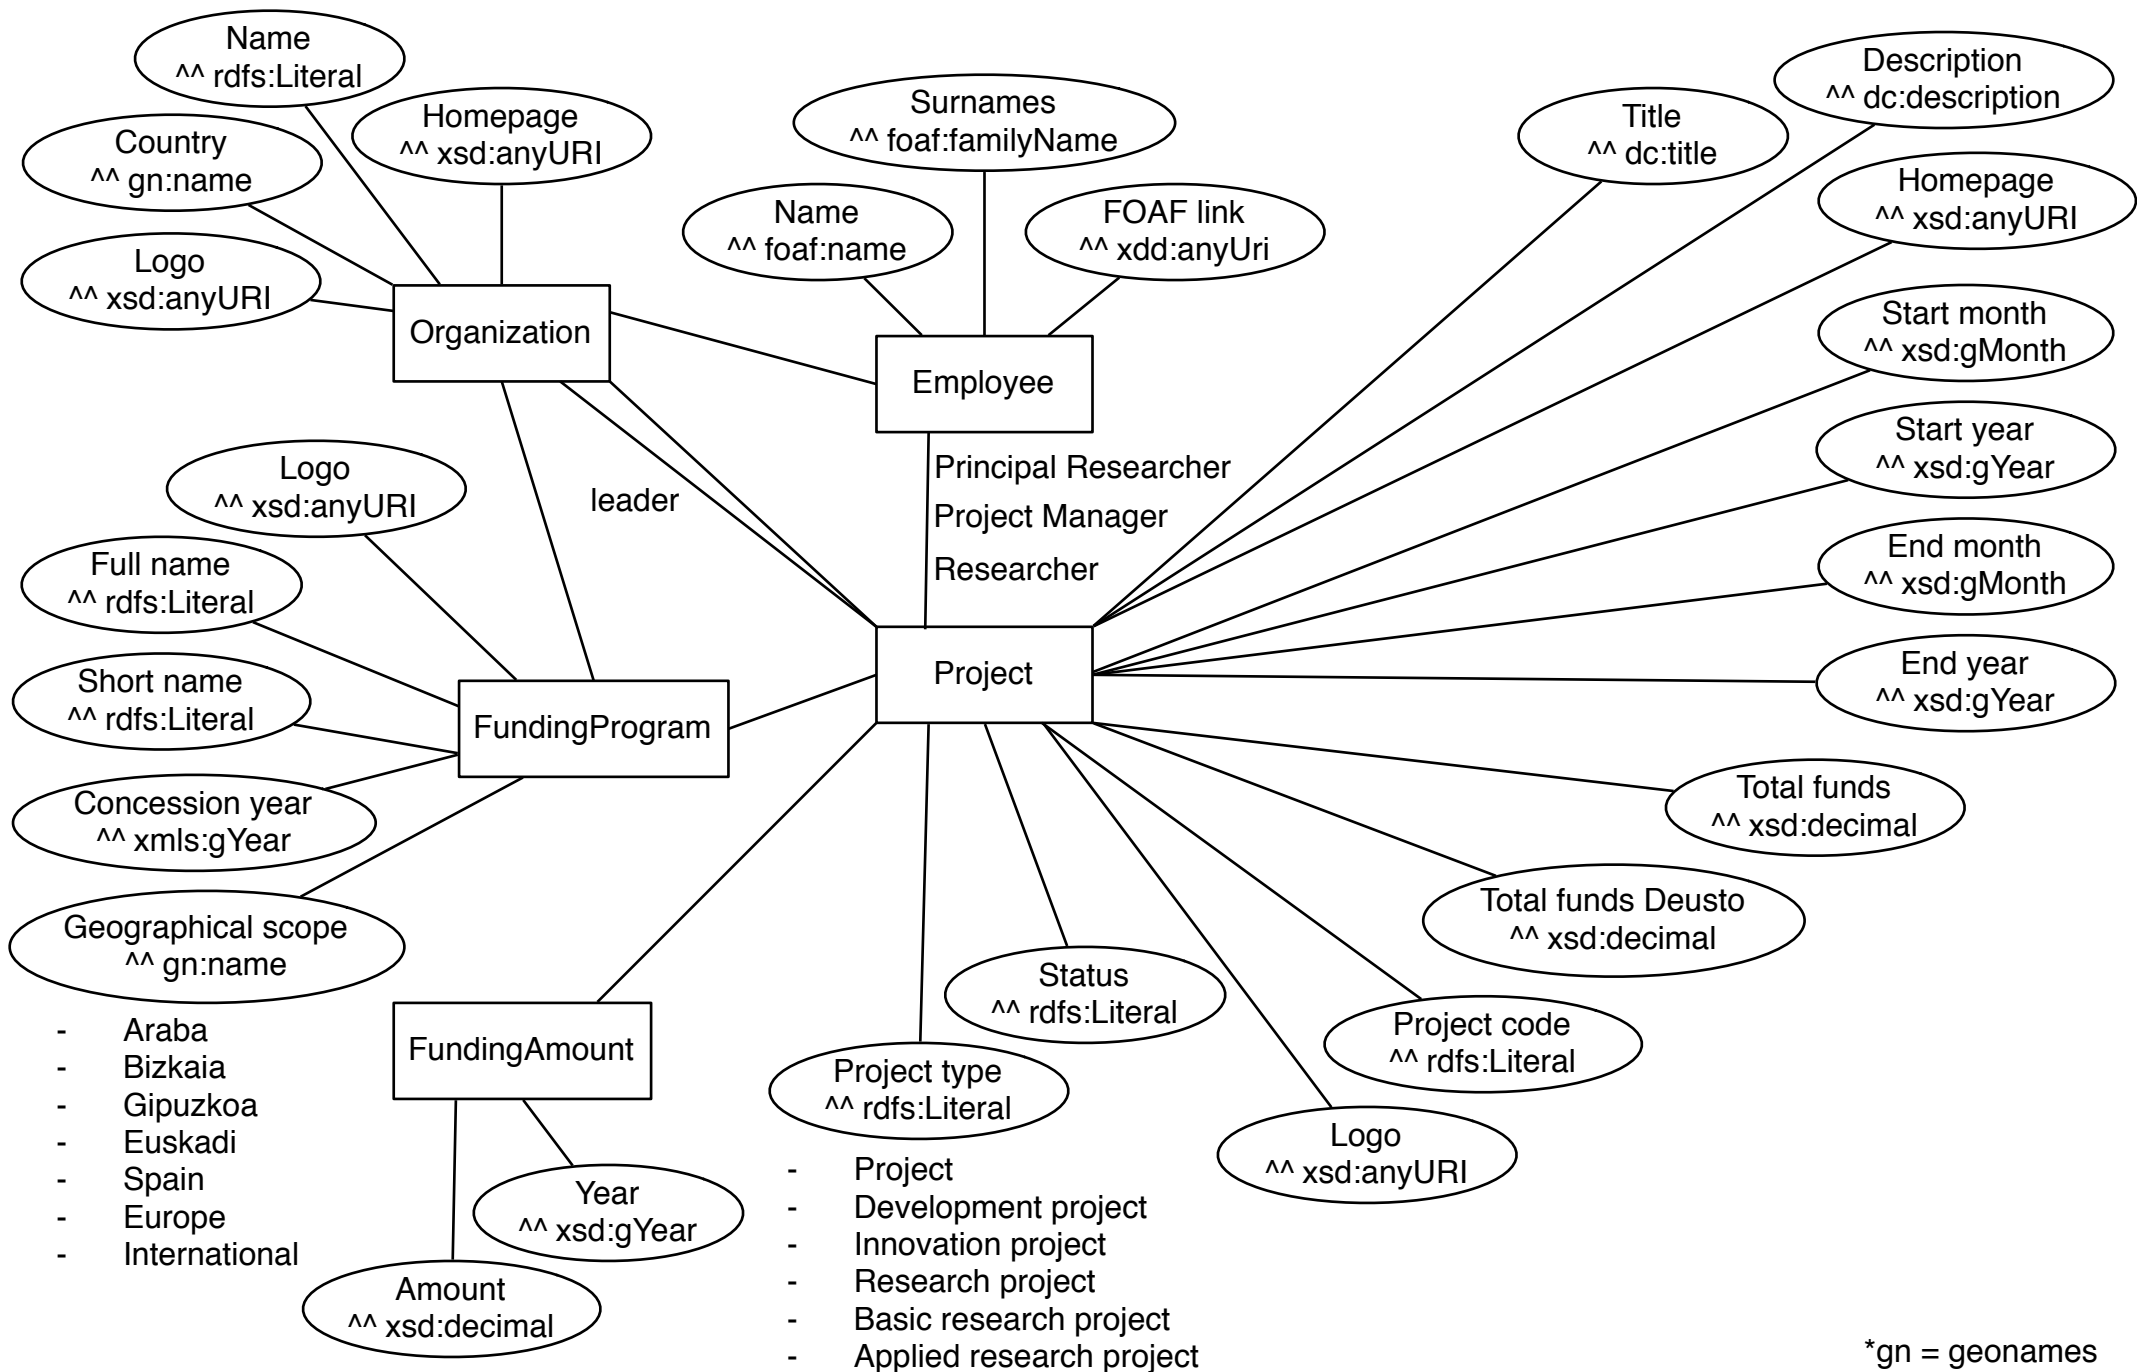 Name
^^ rdfs:Literal
Country
^^ gn:name
Homepage
^^ xsd:anyURI
Logo
^^ xsd:anyURI
Organization
Surnames
^^ foaf:familyName
Name
^^ foaf:name
FOAF link
^^ xdd:anyUri
Employee
Title
^^ dc:title
Description
^^ dc:description
Homepage
^^ xsd:anyURI
Start month
^^ xsd:gMonth
Start year
^^ xsd:gYear
End month
^^ xsd:gMonth
End year
^^ xsd:gYear
Principal Researcher
Project Manager
Researcher
leader
Logo
^^ xsd:anyURI
Full name
^^ rdfs:Literal
Short name
^^ rdfs:Literal
Concession year
^^ xmls:gYear
Geographical scope
^^ gn:name
FundingProgram
Project
Total funds
^^ xsd:decimal
Total funds Deusto
^^ xsd:decimal
Project code
^^ rdfs:Literal
Logo
^^ xsd:anyURI
Status
^^ rdfs:Literal
Project type
^^ rdfs:Literal
FundingAmount
Year
^^ xsd:gYear
Amount
^^ xsd:decimal
- Araba
- Bizkaia
- Gipuzkoa
- Euskadi
- Spain
- Europe
- International
- Project
- Development project
- Innovation project
- Research project
- Basic research project
- Applied research project
*gn = geonames